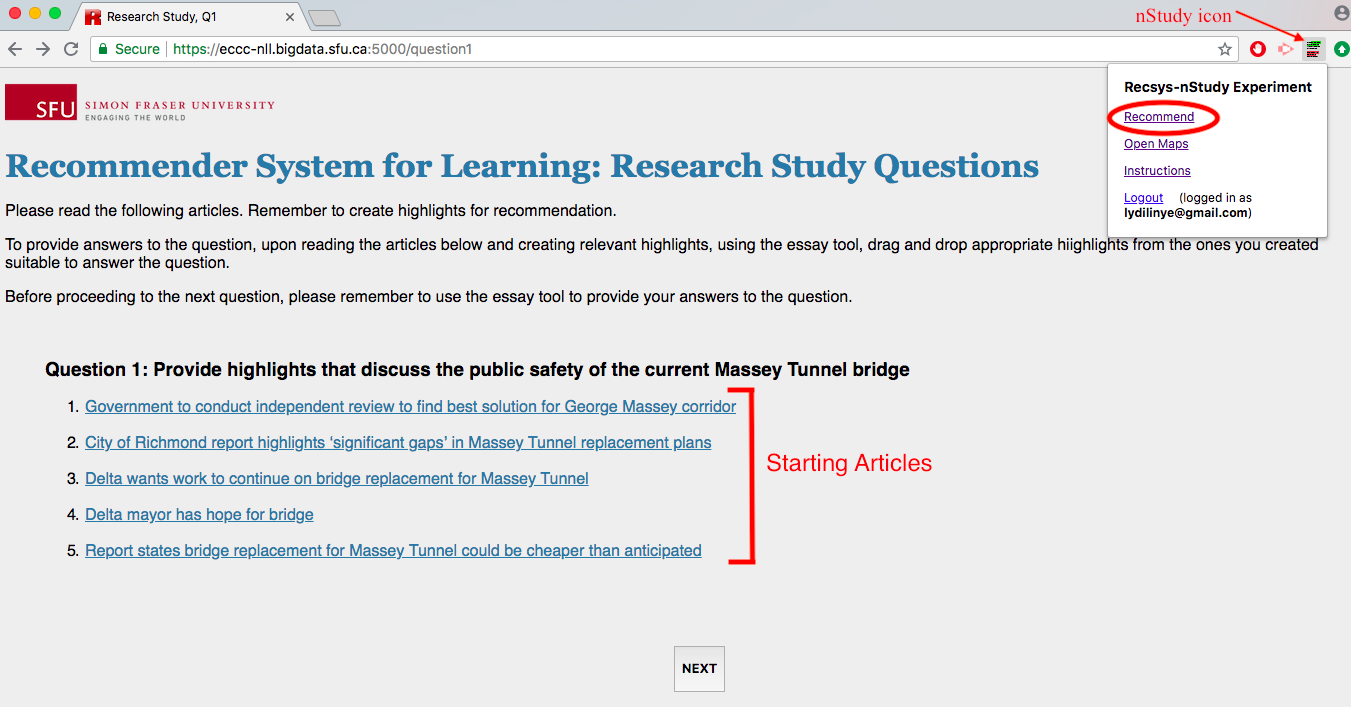 Research Study, Q1
nStudy icon
Secure | https://eccc-nll.bigdata.sfu.ca:5000/question1
Recsys-nStudy Experiment
Recommend
Open Maps
Instructions
Logout (logged in as
lydilinye@gmail.com)
SFU SIMON FRASER UNIVERSITY
ENGAGING THE WORLD
Recommender System for Learning: Research Study Questions
Please read the following articles. Remember to create highlights for recommendation.
To provide answers to the question, upon reading the articles below and creating relevant highlights, using the essay tool, drag and drop appropriate hiighlights from the ones you created
suitable to answer the question.
Before proceeding to the next question, please remember to use the essay tool to provide your answers to the question.
Question 1: Provide highlights that discuss the public safety of the current Massey Tunnel bridge
1. Government to conduct independent review to find best solution for George Massey corridor
2. City of Richmond report highlights ‘significant gaps’ in Massey Tunnel replacement plans
3. Delta wants work to continue on bridge replacement for Massey Tunnel
4. Delta mayor has hope for bridge
5. Report states bridge replacement for Massey Tunnel could be cheaper than anticipated
Starting Articles
NEXT